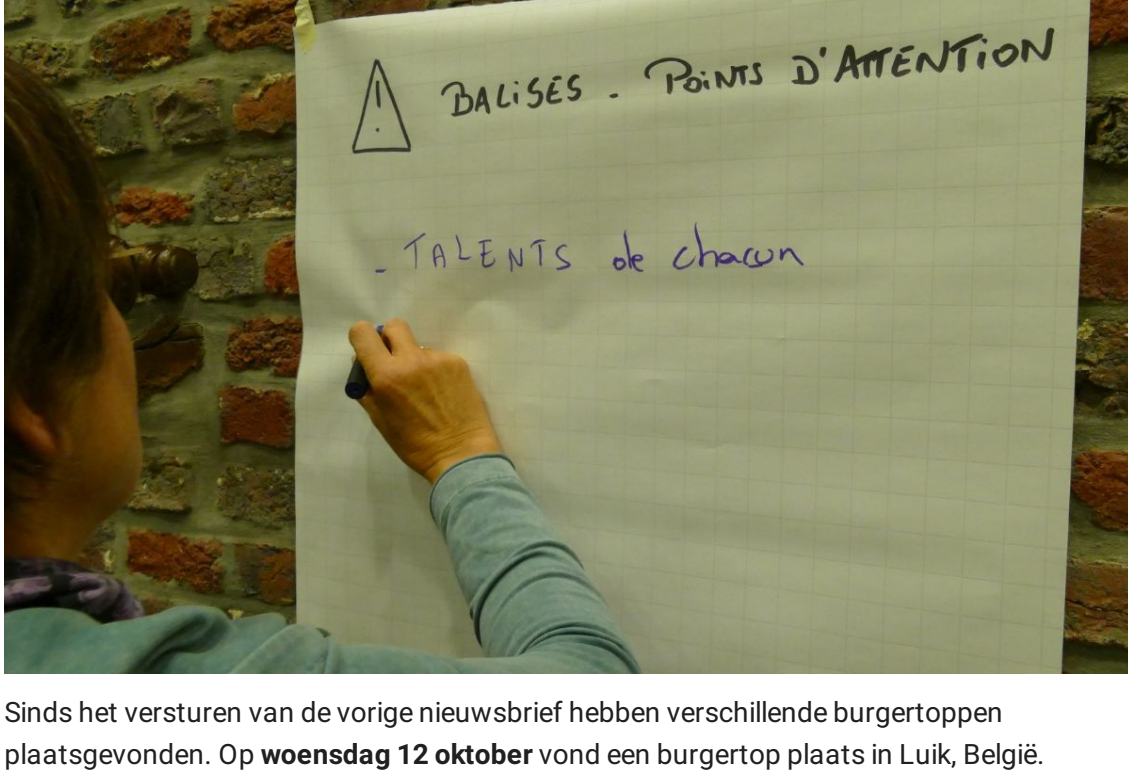 BALISES. POINTS D'ATTENTION
- TALENTS de chacun
Sinds het versturen van de vorige nieuwsbrief hebben verschillende burgertoppen
plaatsgevonden. Op woensdag 12 oktober vond een burgertop plaats in Luik, België.